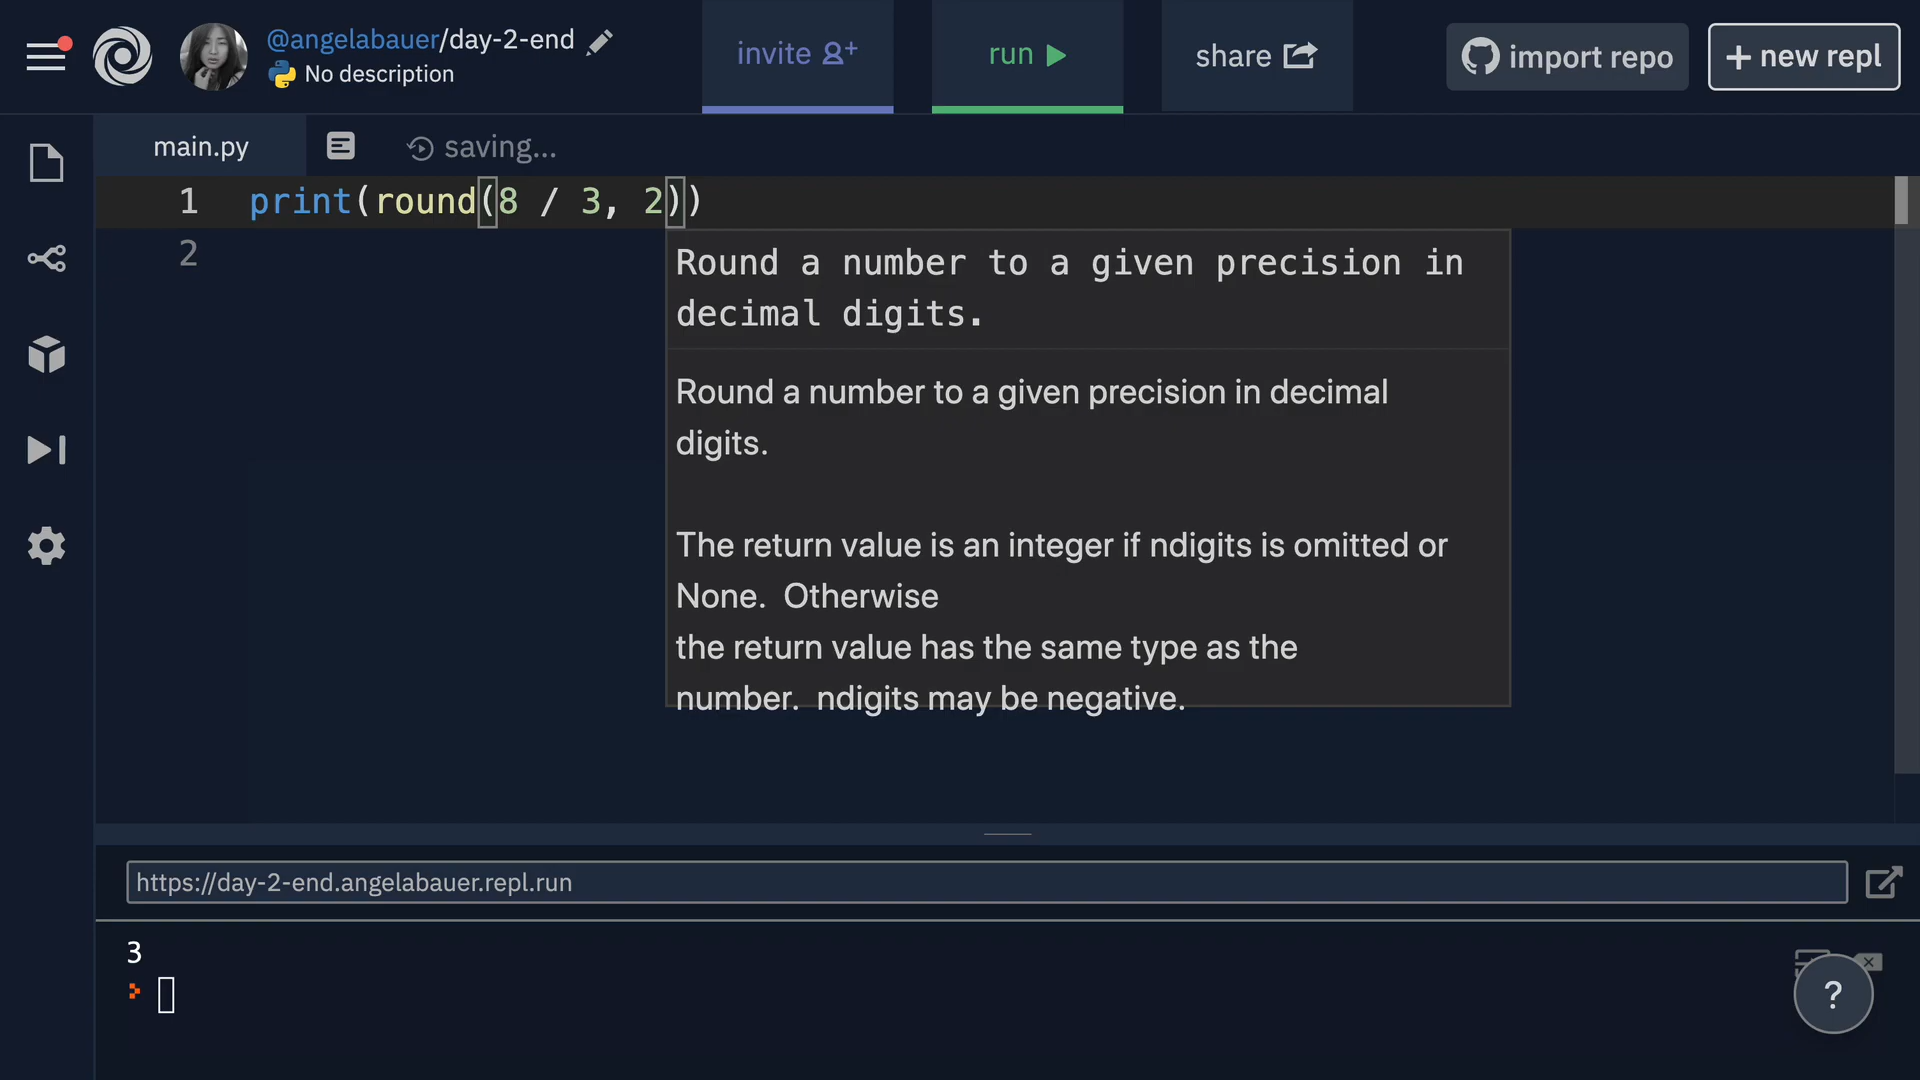 @angelabauer/day-2-end
No description
invite
run
share
import repo
+ new repl
main.py
saving...
1 print(round(8 / 3, 2))
2
Round a number to a given precision in
decimal digits.
Round a number to a given precision in decimal
digits.
The return value is an integer if ndigits is omitted or
None.  Otherwise
the return value has the same type as the
number.  ndigits may be negative.
https://day-2-end.angelabauer.repl.run
3
?